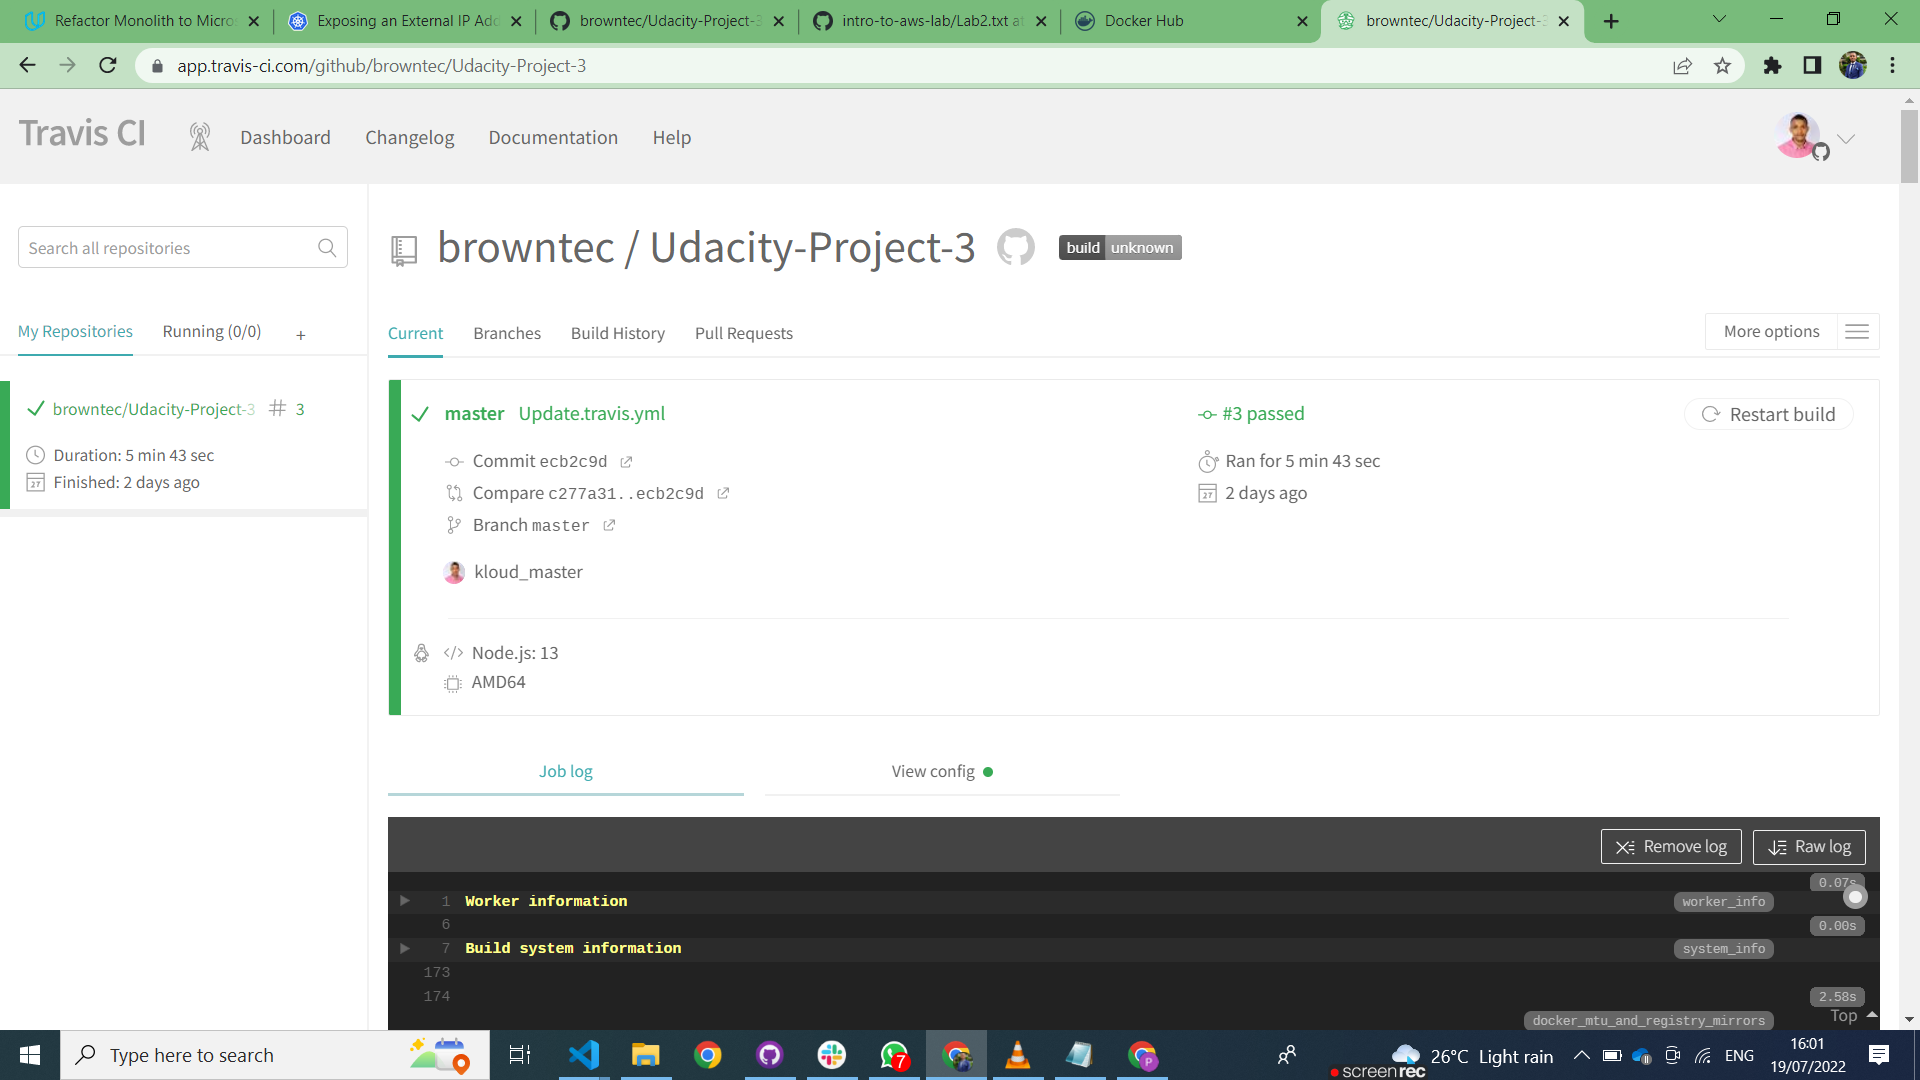 Refactor Monolith to Micro
Exposing an External IP Add
browntec/Udacity-Project-3
intro-to-aws-lab/Lab2.txt at
Docker Hub
browntec/Udacity-Project-3
app.travis-ci.com/github/browntec/Udacity-Project-3
Travis CI
Dashboard
Changelog
Documentation
Help
Search all repositories
browntec / Udacity-Project-3
build unknown
My Repositories
Running (0/0)
+
Current
Branches
Build History
Pull Requests
More options
browntec/Udacity-Project-3 # 3
Duration: 5 min 43 sec
Finished: 2 days ago
master Update.travis.yml
#3 passed
Restart build
Commit ecb2c9d
Ran for 5 min 43 sec
Compare c277a31..ecb2c9d
2 days ago
Branch master
kloud_master
Node.js: 13
AMD64
Job log
View config
Remove log
Raw log
0.07s
1 Worker information
worker_info
6
0.00s
7 Build system information
system_info
173
174
2.58s
docker_mtu_and_registry_mirrors
Top
Type here to search
7
P
screenrec
26°C Light rain
ENG
16:01
19/07/2022